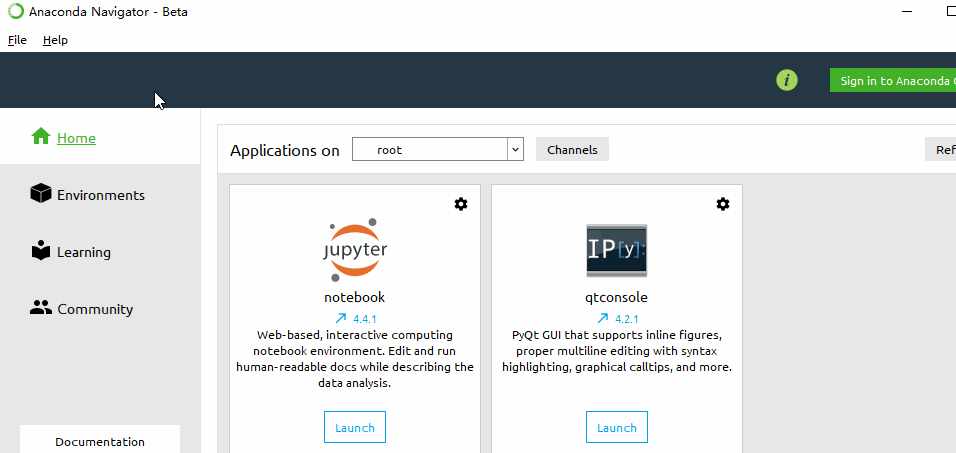 Anaconda Navigator - Beta
File Help
i Sign in to Anaconda
Home
Applications on root Channels Ref
Environments
Learning
Community
jupyter
notebook
4.4.1
Web-based, interactive computing
notebook environment. Edit and run
human-readable docs while describing the
data analysis.
Launch
IP[y]:
qtconsole
4.2.1
PyQt GUI that supports inline figures,
proper multiline editing with syntax
highlighting, graphical calltips, and more.
Launch
Documentation